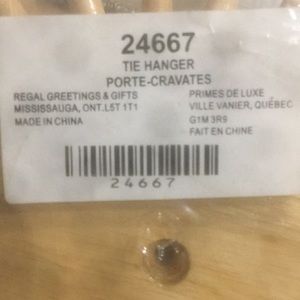 24667
TIE HANGER
PORTE-CRAVATES
REGAL GREETINGS & GIFTS
MISSISSAUGA, ONT.L5T 1T1
MADE IN CHINA
PRIMES DE LUXE
VILLE VANIER, QUÉBEC
G1M 3R9
FAIT EN CHINE
24667